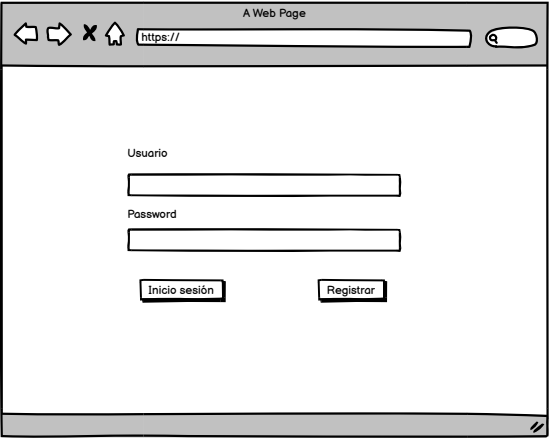 A Web Page
https://
Usuario
Password
Inicio sesión
Registrar